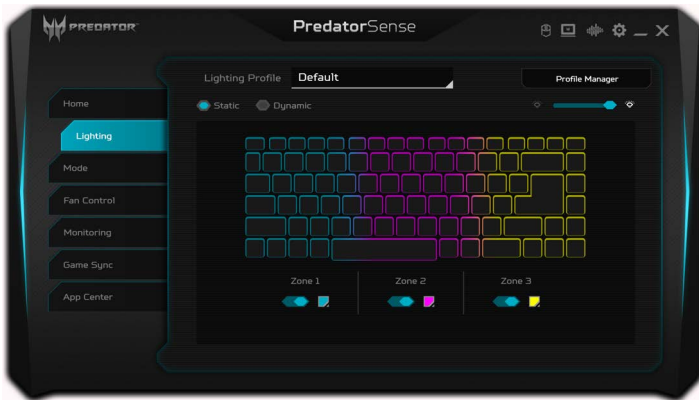 PREDATOR
PredatorSense
Lighting Profile Default Profile Manager
Static Dynamic
Home
Lighting
Mode
Fan Control
Monitoring
Game Sync
App Center
Zone 1 Zone 2 Zone 3